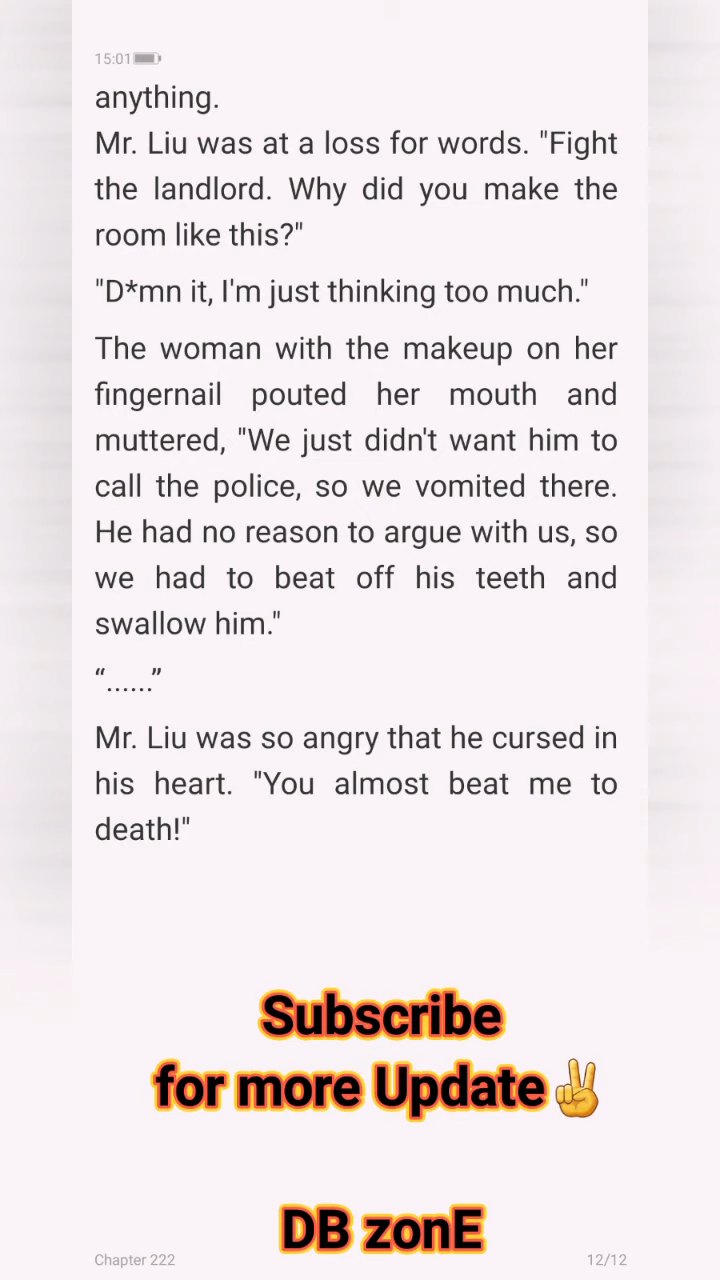 15:01
anything.
Mr. Liu was at a loss for words. "Fight
the landlord. Why did you make the
room like this?"
"D*mn it, I'm just thinking too much."
The woman with the makeup on her
fingernail pouted her mouth and
muttered, "We just didn't want him to
call the police, so we vomited there.
He had no reason to argue with us, so
we had to beat off his teeth and
swallow him."
“......”
Mr. Liu was so angry that he cursed in
his heart. "You almost beat me to
death!"
Subscribe
for more Update✌
DB zonE
Chapter 222 12/12